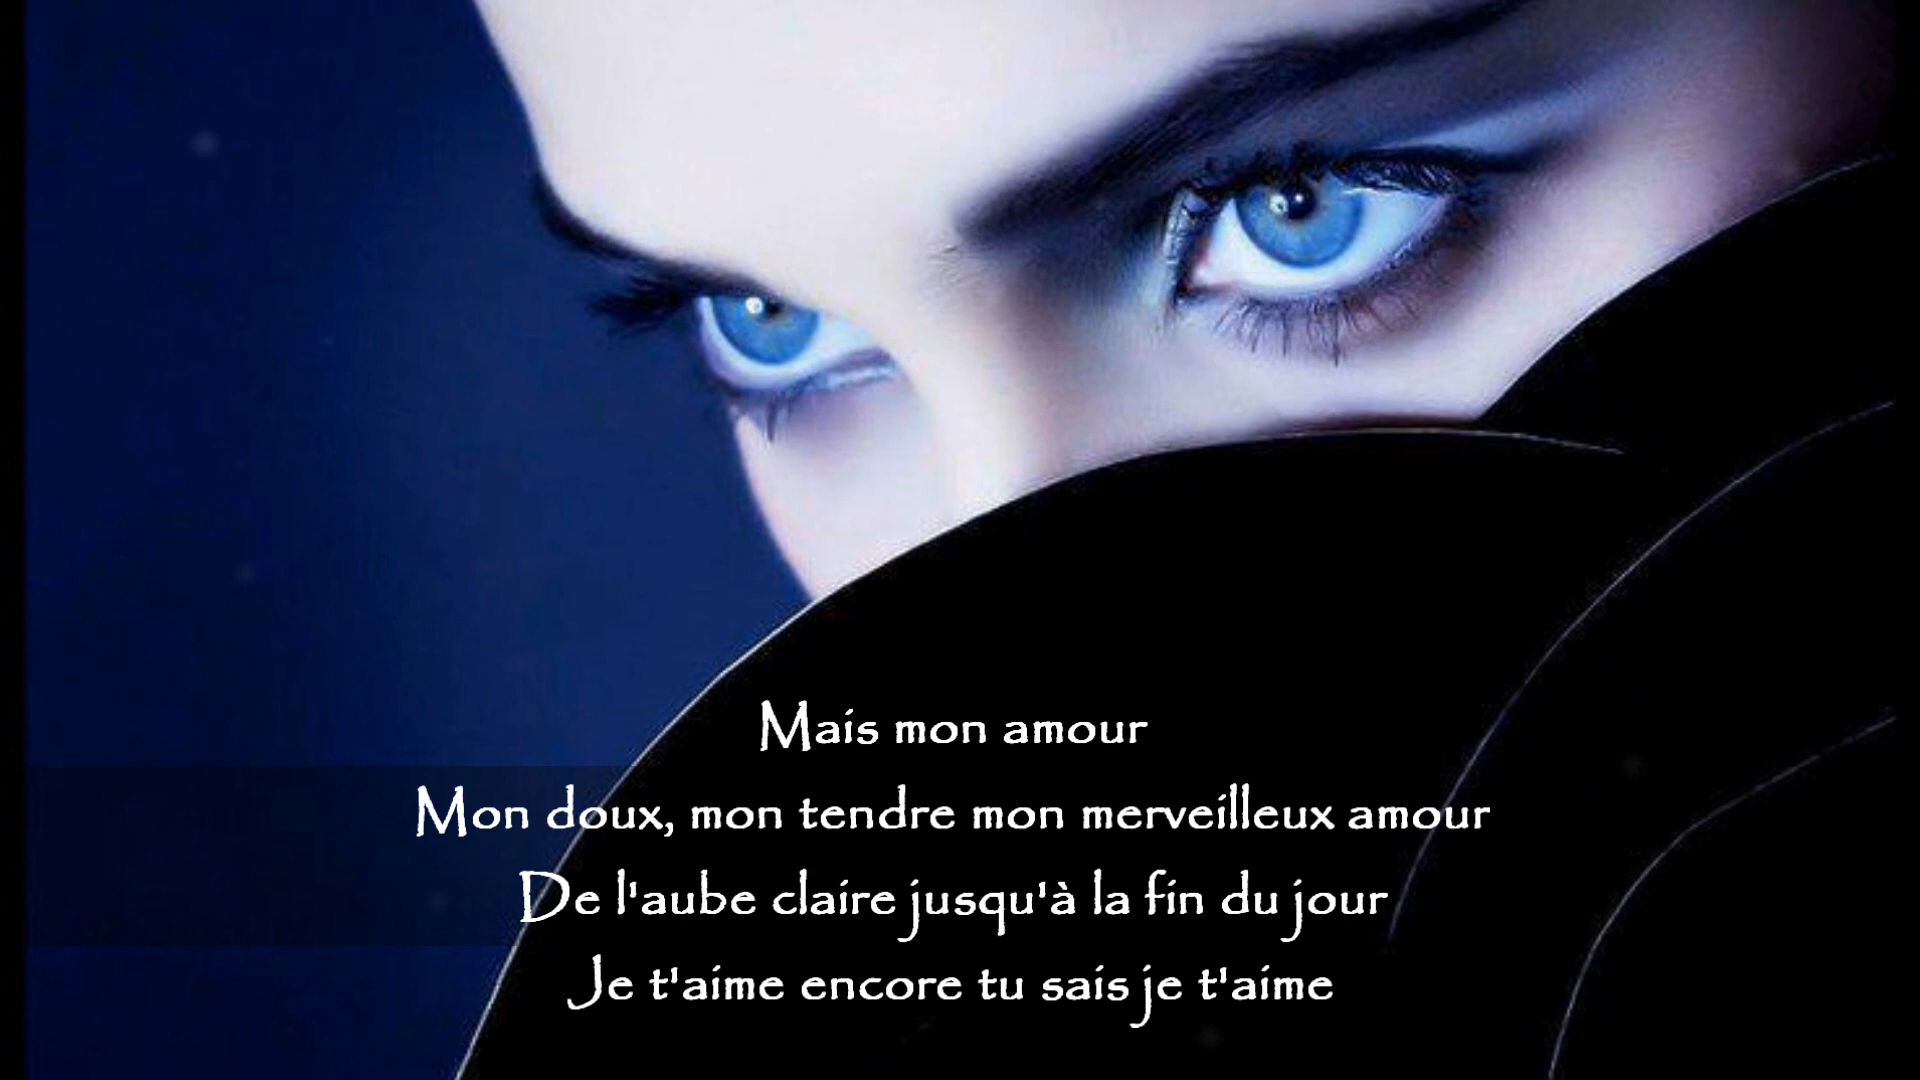 Mais mon amour
Mon doux, mon tendre mon merveilleux amour
De l'aube claire jusqu'à la fin du jour
Je t'aime encore tu sais je t'aime